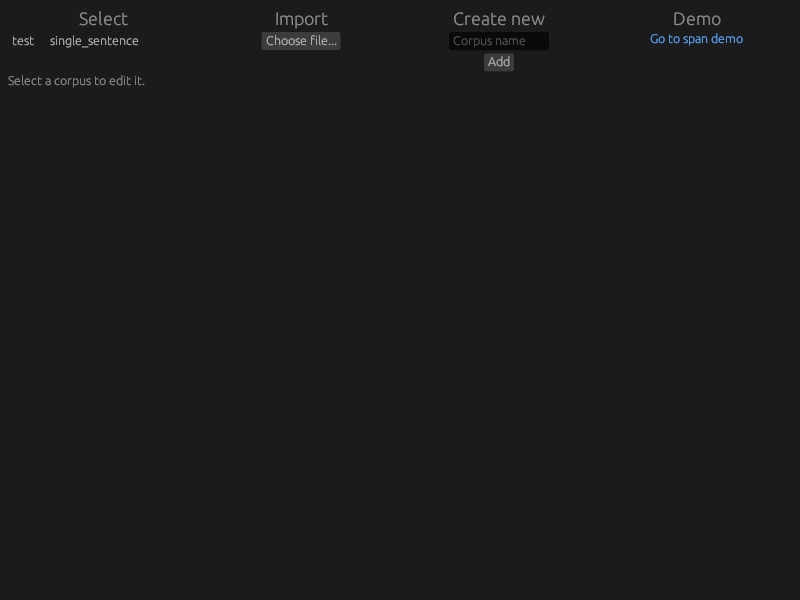 Select Import Create new Demo
test single_sentence Choose file... Corpus name Go to span demo
Add
Select a corpus to edit it.